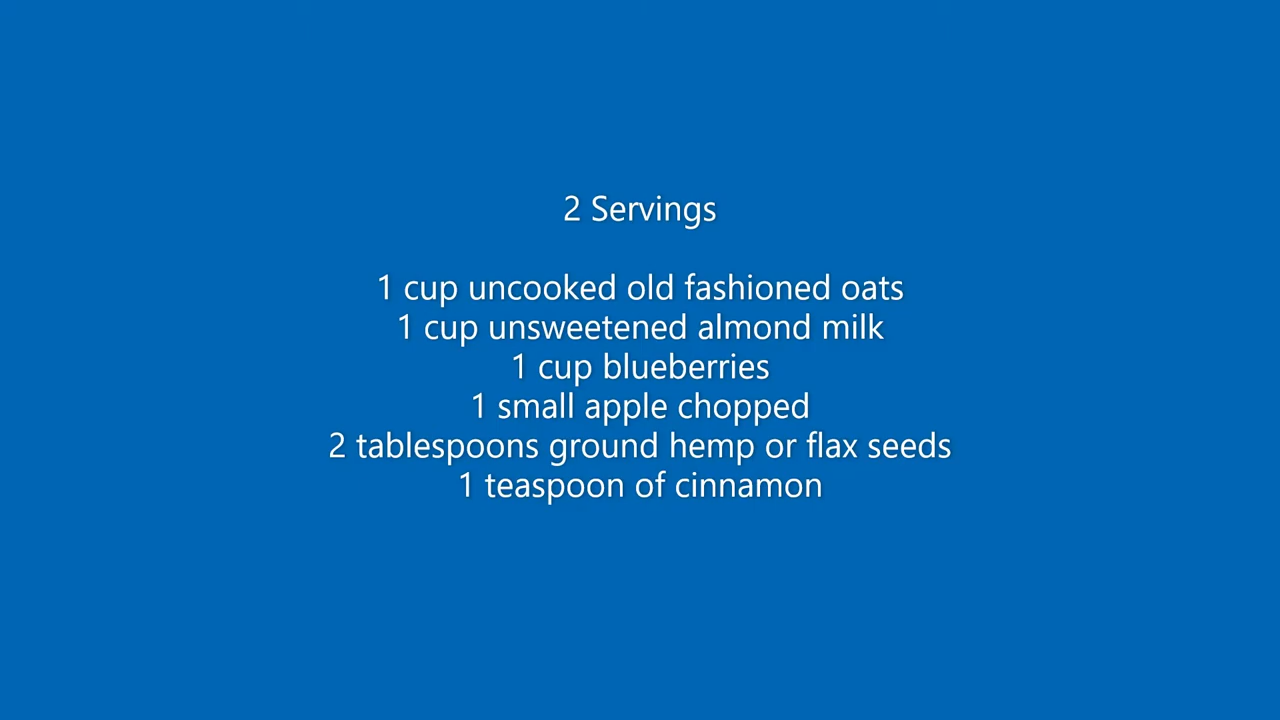 2 Servings
1 cup uncooked old fashioned oats
1 cup unsweetened almond milk
1 cup blueberries
1 small apple chopped
2 tablespoons ground hemp or flax seeds
1 teaspoon of cinnamon